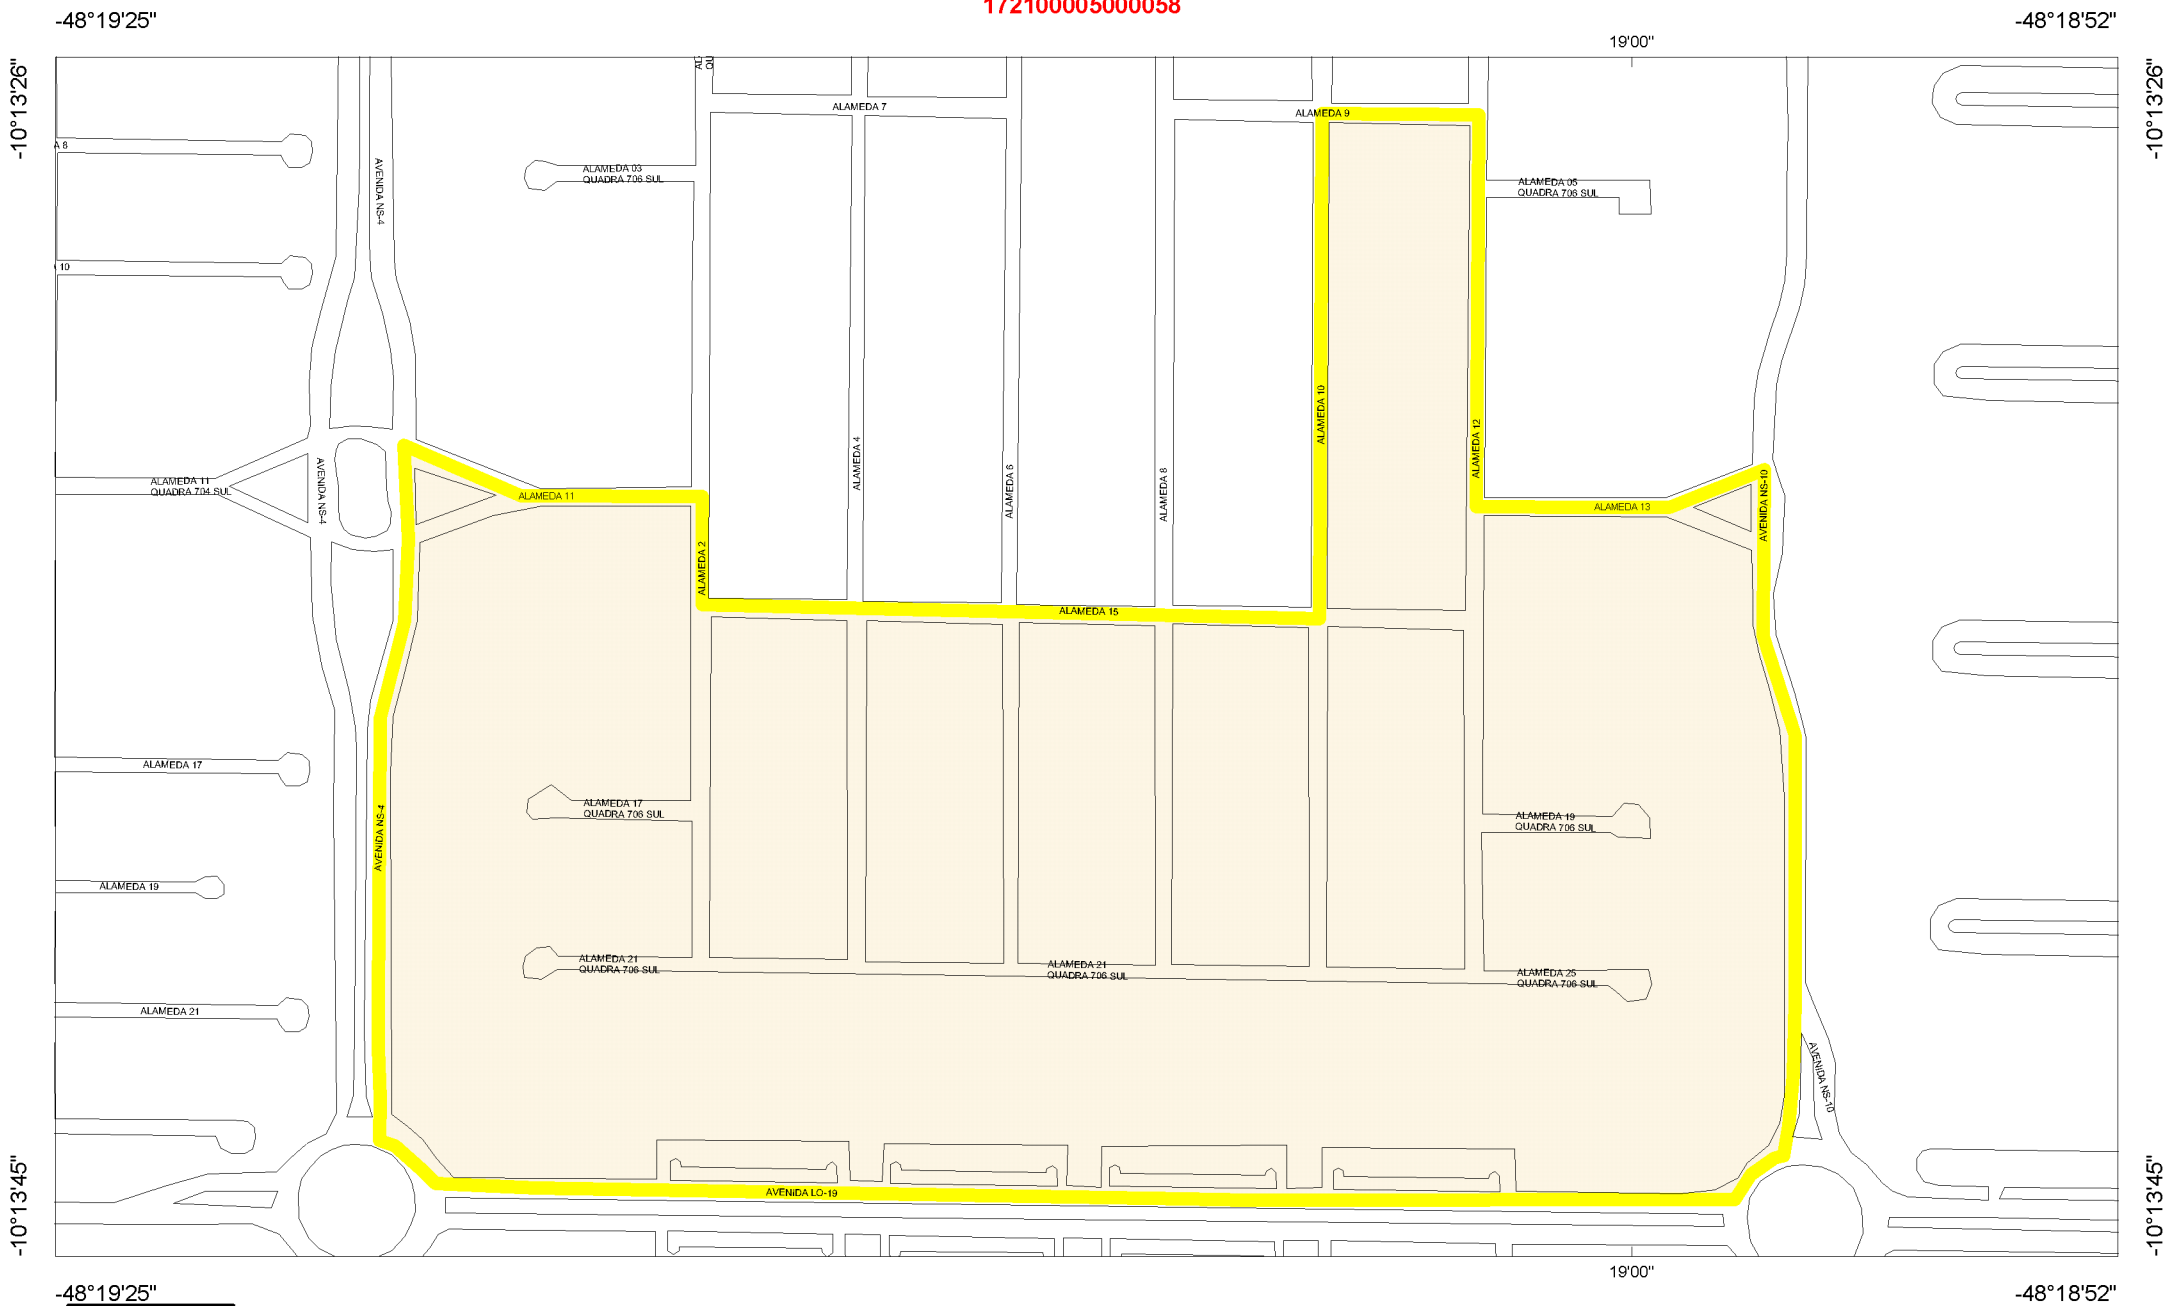 172100005000058
-48°19'25"
-48°18'52"
19'00"
-10°13'26"
-10°13'26"
QU
ALAMEDA 7
ALAMEDA 9
A 8
AVENIDA NS-4
ALAMEDA 03
QUADRA 706 SUL
ALAMEDA 05
QUADRA 706 SUL
10
ALAMEDA 10
ALAMEDA 12
ALAMEDA 4
ALAMEDA 6
ALAMEDA 8
ALAMEDA 11
QUADRA 704 SUL
AVENIDA NS-4
ALAMEDA 11
ALAMEDA 13
AVENIDA NS-10
ALAMEDA 2
ALAMEDA 15
ALAMEDA 17
ALAMEDA 17
QUADRA 706 SUL
ALAMEDA 19
QUADRA 706 SUL
AVENIDA NS-4
ALAMEDA 19
ALAMEDA 21
QUADRA 706 SUL
ALAMEDA 21
QUADRA 706 SUL
ALAMEDA 25
QUADRA 706 SUL
ALAMEDA 21
AVENIDA NS-10
AVENIDA LO-19
-10°13'45"
-10°13'45"
19'00"
-48°19'25"
-48°18'52"